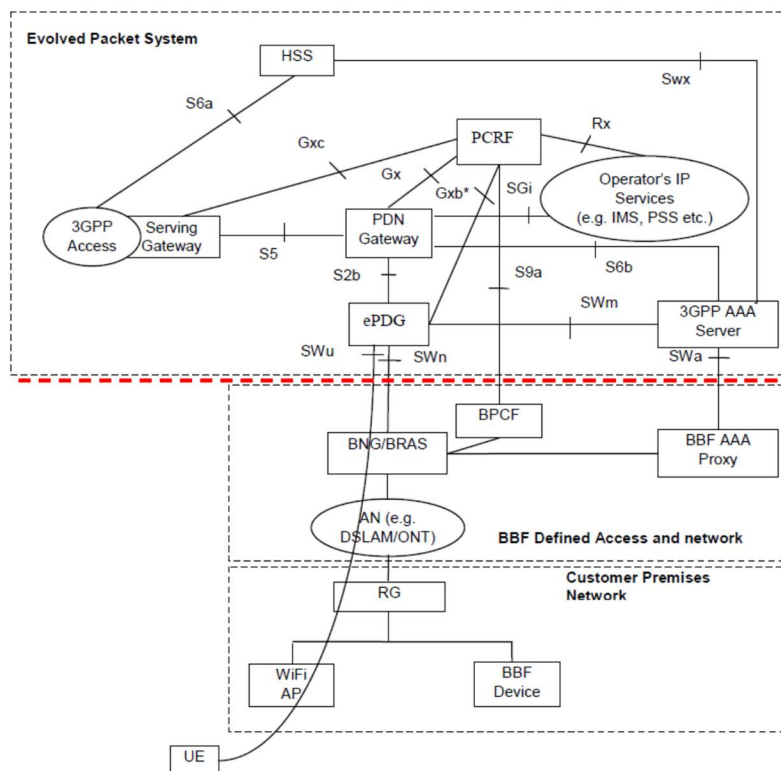 Evolved Packet System
HSS
Swx
S6a
PCRF
Rx
Gxc
Gx
Gxb*
SGi
Operator's IP
Services
(e.g. IMS, PSS etc.)
3GPP
Access
Serving
Gateway
PDN
Gateway
S5
S6b
S2b
S9a
SWm
ePDG
3GPP AAA
Server
SWu
SWn
SWa
BPCF
BNG/BRAS
BBF AAA
Proxy
AN (e.g.
DSLAM/ONT)
BBF Defined Access and network
Customer Premises
Network
RG
WiFi
AP
BBF
Device
UE